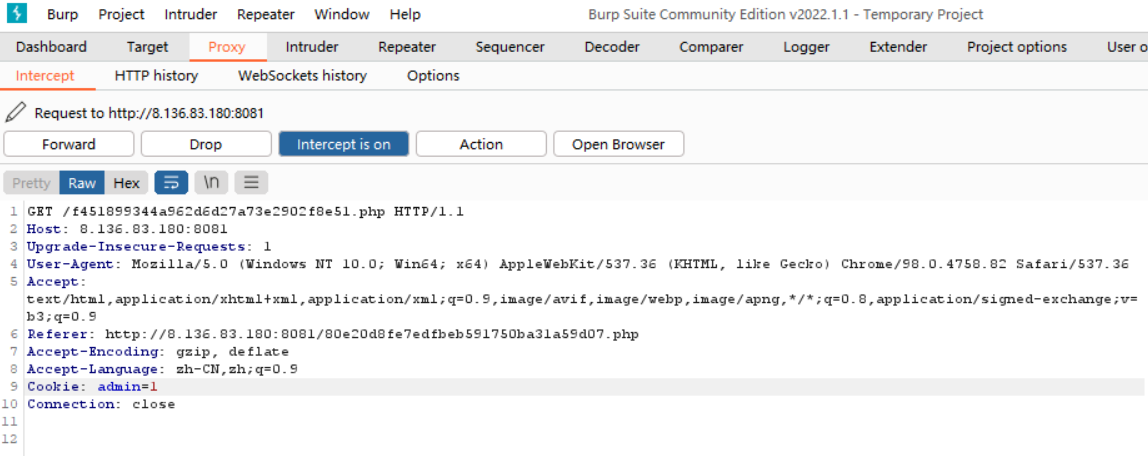 Burp Project Intruder Repeater Window Help Burp Suite Community Edition v2022.1.1 - Temporary Project
Dashboard Target Proxy Intruder Repeater Sequencer Decoder Comparer Logger Extender Project options User o
Intercept HTTP history WebSockets history Options
Request to http://8.136.83.180:8081
Forward Drop Intercept is on Action Open Browser
Pretty Raw Hex \n
1 GET /f451899344a962d6d27a73e2902f8e51.php HTTP/1.1
2 Host: 8.136.83.180:8081
3 Upgrade-Insecure-Requests: 1
4 User-Agent: Mozilla/5.0 (Windows NT 10.0; Win64; x64) AppleWebKit/537.36 (KHTML, like Gecko) Chrome/98.0.4758.82 Safari/537.36
5 Accept:
text/html,application/xhtml+xml,application/xml;q=0.9,image/avif,image/webp,image/apng,*/*;q=0.8,application/signed-exchange;v=
b3;q=0.9
6 Referer: http://8.136.83.180:8081/80e20d8fe7edfbeb591750ba31a59d07.php
7 Accept-Encoding: gzip, deflate
8 Accept-Language: zh-CN,zh;q=0.9
9 Cookie: admin=1
10 Connection: close
11
12